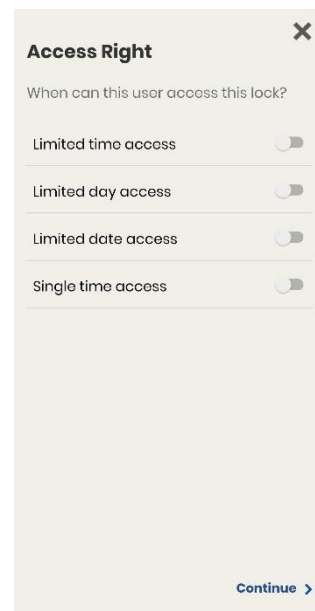 Access Right
When can this user access this lock?
Limited time access
Limited day access
Limited date access
Single time access
Continue